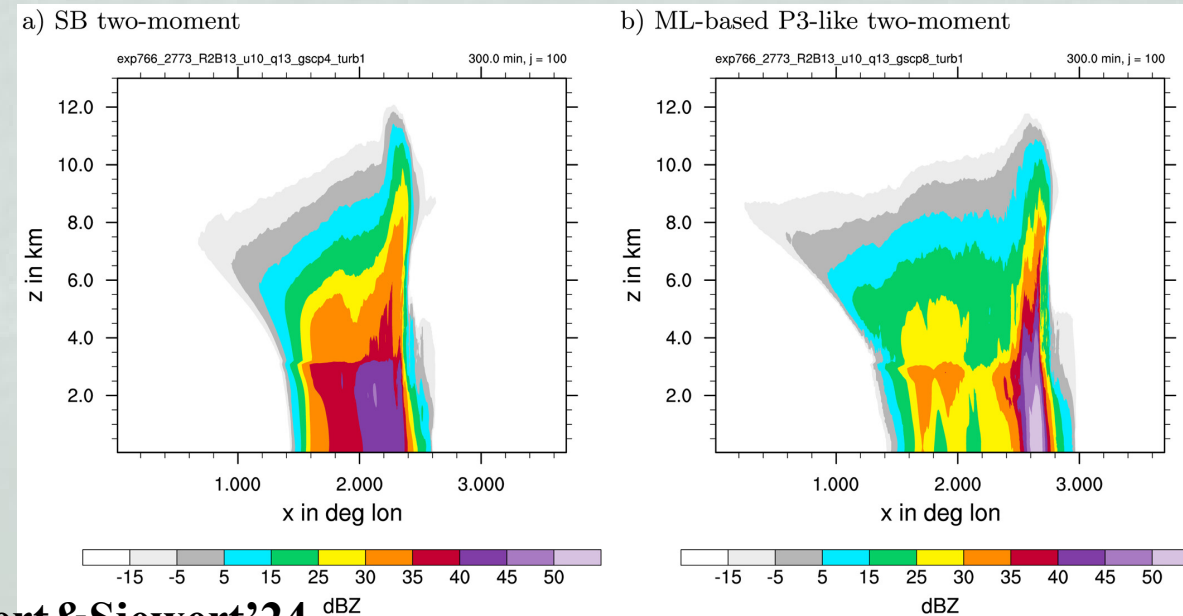 a) SB two-moment
b) ML-based P3-like two-moment
exp766_2773_R2B13_u10_q13_gscp4_turb1 300.0 min, j = 100
exp766_2773_R2B13_u10_q13_gscp8_turb1 300.0 min, j = 100
12.0
10.0
8.0
6.0
4.0
2.0
z in km
1.000 2.000 3.000
x in deg lon
12.0
10.0
8.0
6.0
4.0
2.0
z in km
1.000 2.000 3.000
x in deg lon
-15 -5 5 15 25 30 35 40 45 50
dBZ
-15 -5 5 15 25 30 35 40 45 50
dBZ
&Siewert'24